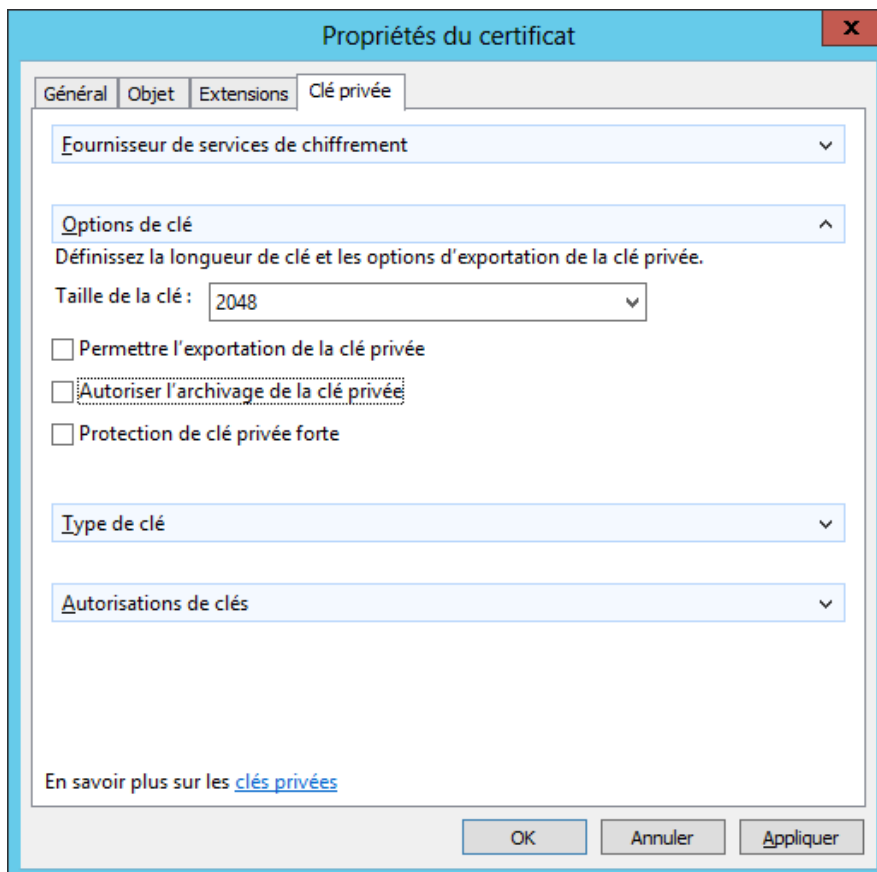 Propriétés du certificat
x
Général Objet Extensions Clé privée
Fournisseur de services de chiffrement
Options de clé
Définissez la longueur de clé et les options d'exportation de la clé privée.
Taille de la clé : 2048
Permettre l'exportation de la clé privée
Autoriser l'archivage de la clé privée
Protection de clé privée forte
Type de clé
Autorisations de clés
En savoir plus sur les clés privées
OK Annuler Appliquer